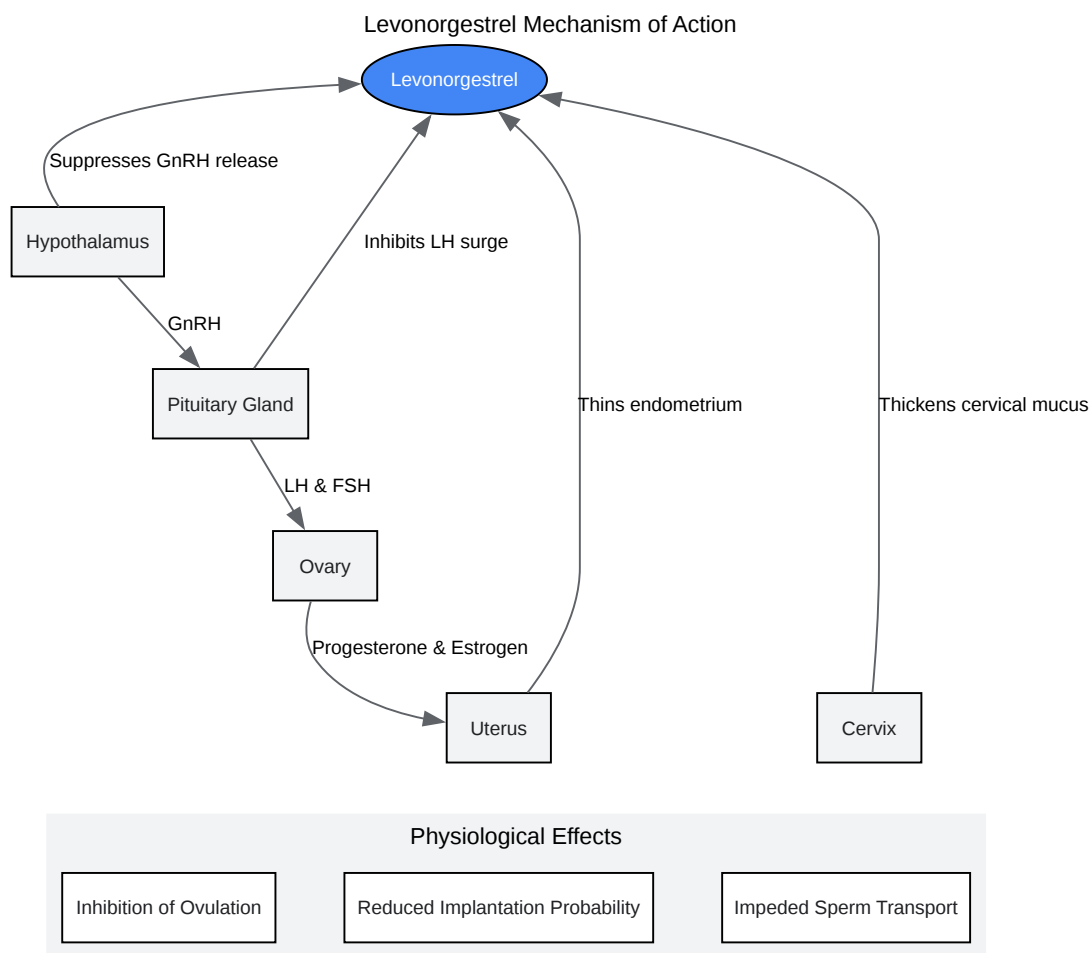 Levonorgestrel Mechanism of Action
Levonorgestrel
Suppresses GnRH release
Hypothalamus
Inhibits LH surge
GnRH
Pituitary Gland
Thins endometrium
Thickens cervical mucus
LH & FSH
Ovary
Progesterone & Estrogen
Uterus
Cervix
Physiological Effects
Inhibition of Ovulation
Reduced Implantation Probability
Impeded Sperm Transport